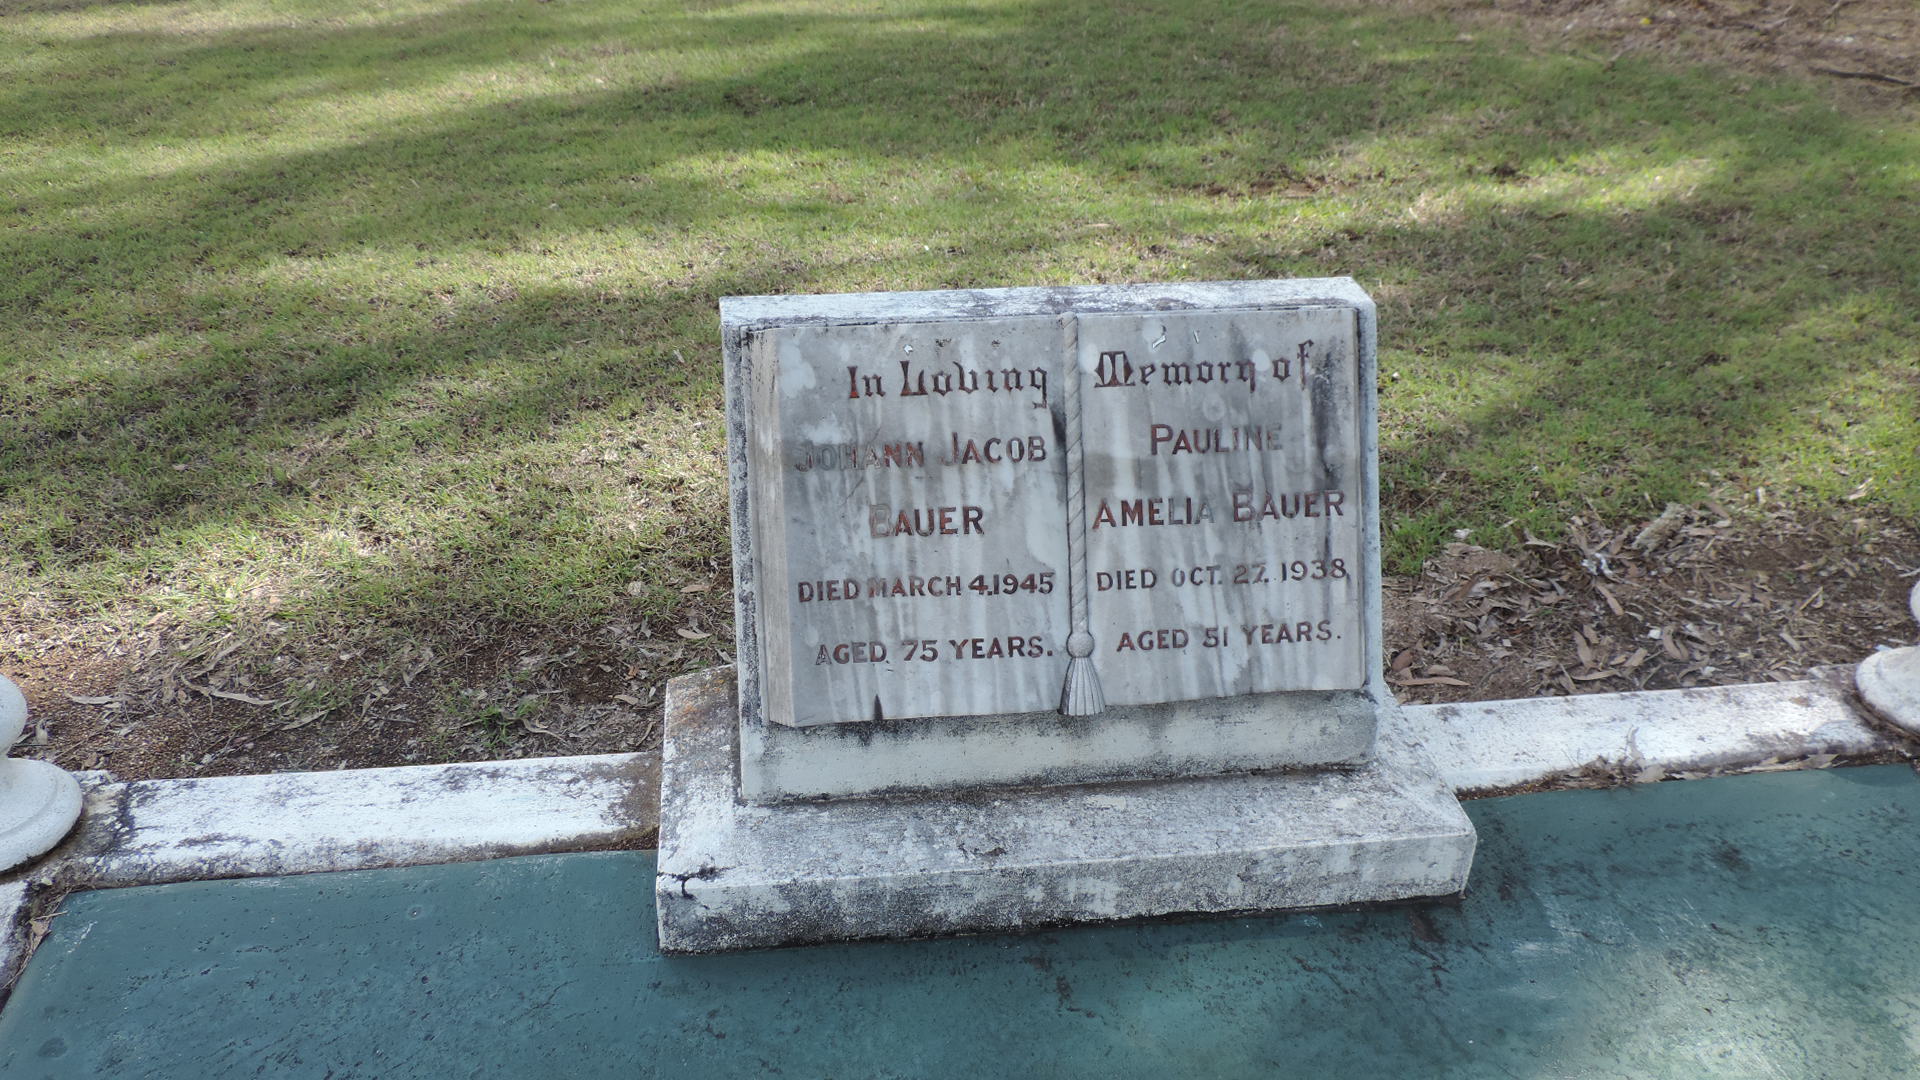 In Loving Memory of
JOHANN JACOB
BAUER
DIED MARCH 4.1945
AGED 75 YEARS.
PAULINE
AMELIA BAUER
DIED OCT. 27. 1938,
AGED 51 YEARS.